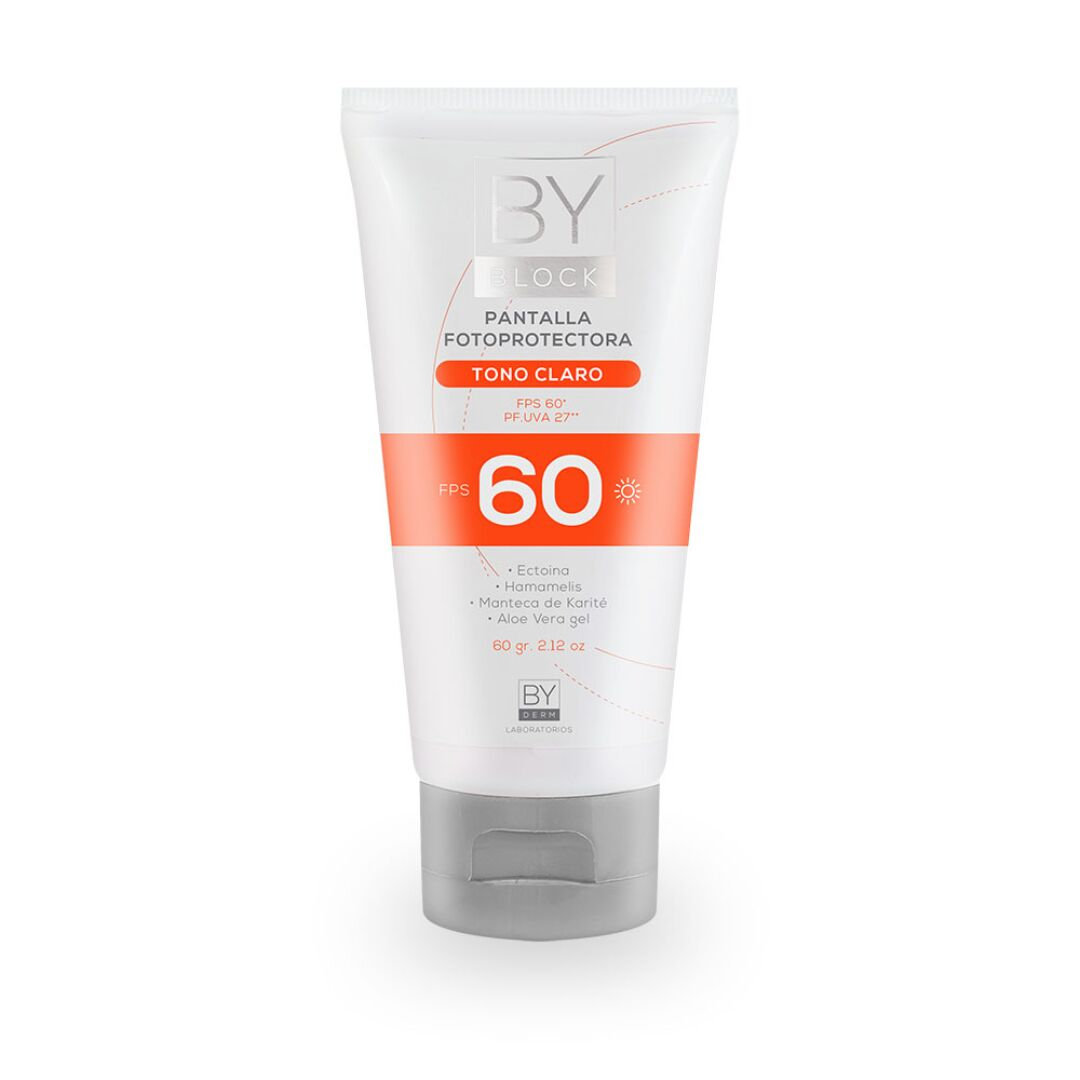 BY
BLOCK
PANTALLA
FOTOPROTECTORA
TONO CLARO
FPS 60*
PF.UVA 27**
FPS 60
• Ectoina
• Hamamelis
• Manteca de Karité
• Aloe Vera gel
60 gr. 2.12 oz
BY
DERM
LABORATORIOS